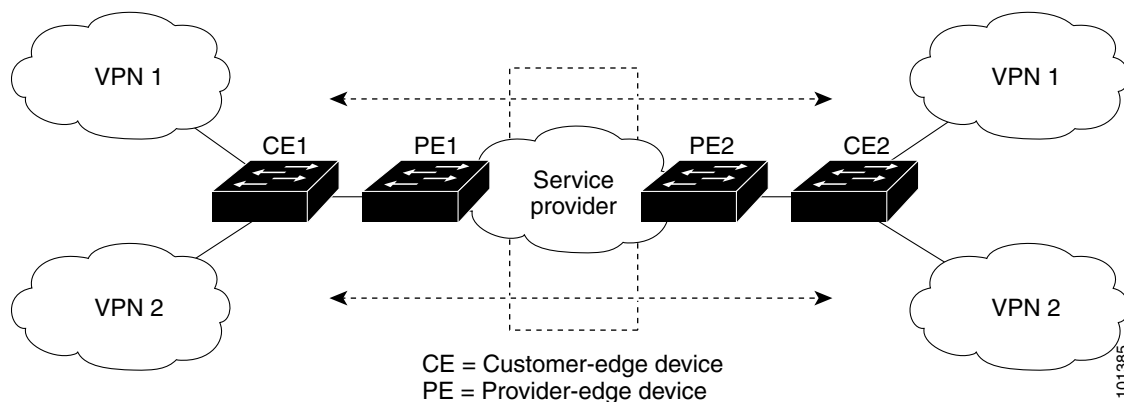 VPN 1
VPN 1
CE1
PE1
PE2
CE2
Service
provider
VPN 2
VPN 2
CE = Customer-edge device
PE = Provider-edge device
101385